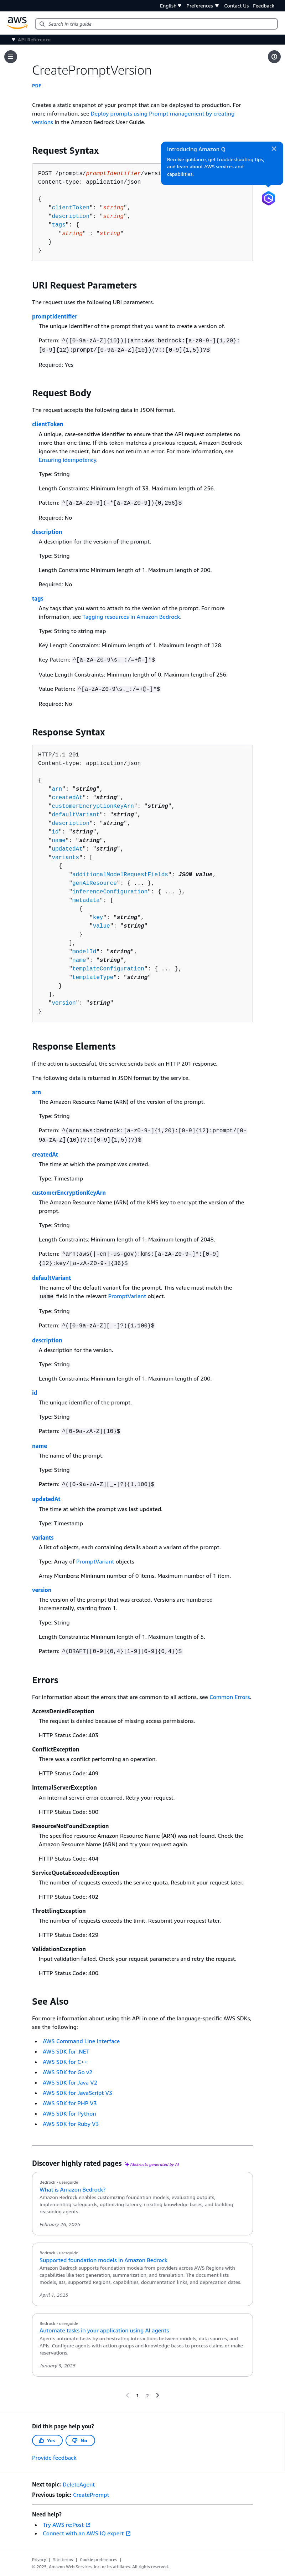 English
Preferences
Contact Us
Feedback
aws
Search in this guide
API Reference
CreatePromptVersion
PDF
Creates a static snapshot of your prompt that can be deployed to production. For
more information, see Deploy prompts using Prompt management by creating
versions in the Amazon Bedrock User Guide.
Introducing Amazon Q
Receive guidance, get troubleshooting tips,
and learn about AWS services and
capabilities.
Request Syntax
POST /prompts/promptIdentifier/versi
Content-type: application/json
{
"clientToken": "string",
"description": "string",
"tags": {
"string" : "string"
}
}
URI Request Parameters
The request uses the following URI parameters.
promptIdentifier
The unique identifier of the prompt that you want to create a version of.
Pattern: ^([0-9a-zA-Z]{10})|(arn:aws:bedrock:[a-z0-9-]{1,20}:
[0-9]{12}:prompt/[0-9a-zA-Z]{10})(?::[0-9]{1,5})?$
Required: Yes
Request Body
The request accepts the following data in JSON format.
clientToken
A unique, case-sensitive identifier to ensure that the API request completes no
more than one time. If this token matches a previous request, Amazon Bedrock
ignores the request, but does not return an error. For more information, see
Ensuring idempotency.
Type: String
Length Constraints: Minimum length of 33. Maximum length of 256.
Pattern: ^[a-zA-Z0-9](-*[a-zA-Z0-9]){0,256}$
Required: No
description
A description for the version of the prompt.
Type: String
Length Constraints: Minimum length of 1. Maximum length of 200.
Required: No
tags
Any tags that you want to attach to the version of the prompt. For more
information, see Tagging resources in Amazon Bedrock.
Type: String to string map
Key Length Constraints: Minimum length of 1. Maximum length of 128.
Key Pattern: ^[a-zA-Z0-9\s._:/=+@-]*$
Value Length Constraints: Minimum length of 0. Maximum length of 256.
Value Pattern: ^[a-zA-Z0-9\s._:/=+@-]*$
Required: No
Response Syntax
HTTP/1.1 201
Content-type: application/json
{
"arn": "string",
"createdAt": "string",
"customerEncryptionKeyArn": "string",
"defaultVariant": "string",
"description": "string",
"id": "string",
"name": "string",
"updatedAt": "string",
"variants": [
{
"additionalModelRequestFields": JSON value,
"genAiResource": { ... },
"inferenceConfiguration": { ... },
"metadata": [
{
"key": "string",
"value": "string"
}
],
"modelId": "string",
"name": "string",
"templateConfiguration": { ... },
"templateType": "string"
}
],
"version": "string"
}
Response Elements
If the action is successful, the service sends back an HTTP 201 response.
The following data is returned in JSON format by the service.
arn
The Amazon Resource Name (ARN) of the version of the prompt.
Type: String
Pattern: ^(arn:aws:bedrock:[a-z0-9-]{1,20}:[0-9]{12}:prompt/[0-
9a-zA-Z]{10}(?::[0-9]{1,5})?)$
createdAt
The time at which the prompt was created.
Type: Timestamp
customerEncryptionKeyArn
The Amazon Resource Name (ARN) of the KMS key to encrypt the version of the
prompt.
Type: String
Length Constraints: Minimum length of 1. Maximum length of 2048.
Pattern: ^arn:aws(|-cn|-us-gov):kms:[a-zA-Z0-9-]*:[0-9]
{12}:key/[a-zA-Z0-9-]{36}$
defaultVariant
The name of the default variant for the prompt. This value must match the
name field in the relevant PromptVariant object.
Type: String
Pattern: ^([0-9a-zA-Z][_-]?){1,100}$
description
A description for the version.
Type: String
Length Constraints: Minimum length of 1. Maximum length of 200.
id
The unique identifier of the prompt.
Type: String
Pattern: ^[0-9a-zA-Z]{10}$
name
The name of the prompt.
Type: String
Pattern: ^([0-9a-zA-Z][_-]?){1,100}$
updatedAt
The time at which the prompt was last updated.
Type: Timestamp
variants
A list of objects, each containing details about a variant of the prompt.
Type: Array of PromptVariant objects
Array Members: Minimum number of 0 items. Maximum number of 1 item.
version
The version of the prompt that was created. Versions are numbered
incrementally, starting from 1.
Type: String
Length Constraints: Minimum length of 1. Maximum length of 5.
Pattern: ^(DRAFT|[0-9]{0,4}[1-9][0-9]{0,4})$
Errors
For information about the errors that are common to all actions, see Common Errors.
AccessDeniedException
The request is denied because of missing access permissions.
HTTP Status Code: 403
ConflictException
There was a conflict performing an operation.
HTTP Status Code: 409
InternalServerException
An internal server error occurred. Retry your request.
HTTP Status Code: 500
ResourceNotFoundException
The specified resource Amazon Resource Name (ARN) was not found. Check the
Amazon Resource Name (ARN) and try your request again.
HTTP Status Code: 404
ServiceQuotaExceededException
The number of requests exceeds the service quota. Resubmit your request later.
HTTP Status Code: 402
ThrottlingException
The number of requests exceeds the limit. Resubmit your request later.
HTTP Status Code: 429
ValidationException
Input validation failed. Check your request parameters and retry the request.
HTTP Status Code: 400
See Also
For more information about using this API in one of the language-specific AWS SDKs,
see the following:
• AWS Command Line Interface
• AWS SDK for .NET
• AWS SDK for C++
• AWS SDK for Go v2
• AWS SDK for Java V2
• AWS SDK for JavaScript V3
• AWS SDK for PHP V3
• AWS SDK for Python
• AWS SDK for Ruby V3
Discover highly rated pages Abstracts generated by AI
Bedrock › userguide
What is Amazon Bedrock?
Amazon Bedrock enables customizing foundation models, evaluating outputs,
implementing safeguards, optimizing latency, creating knowledge bases, and building
reasoning agents.
February 26, 2025
Bedrock › userguide
Supported foundation models in Amazon Bedrock
Amazon Bedrock supports foundation models from providers across AWS Regions with
capabilities like text generation, summarization, and translation. The document lists
models, IDs, supported Regions, capabilities, documentation links, and deprecation dates.
April 1, 2025
Bedrock › userguide
Automate tasks in your application using AI agents
Agents automate tasks by orchestrating interactions between models, data sources, and
APIs. Configure agents with action groups and knowledge bases to process claims or make
reservations.
January 9, 2025
1 2
Did this page help you?
Yes
No
Provide feedback
Next topic: DeleteAgent
Previous topic: CreatePrompt
Need help?
• Try AWS re:Post
• Connect with an AWS IQ expert
Privacy | Site terms | Cookie preferences |
© 2025, Amazon Web Services, Inc. or its affiliates. All rights reserved.